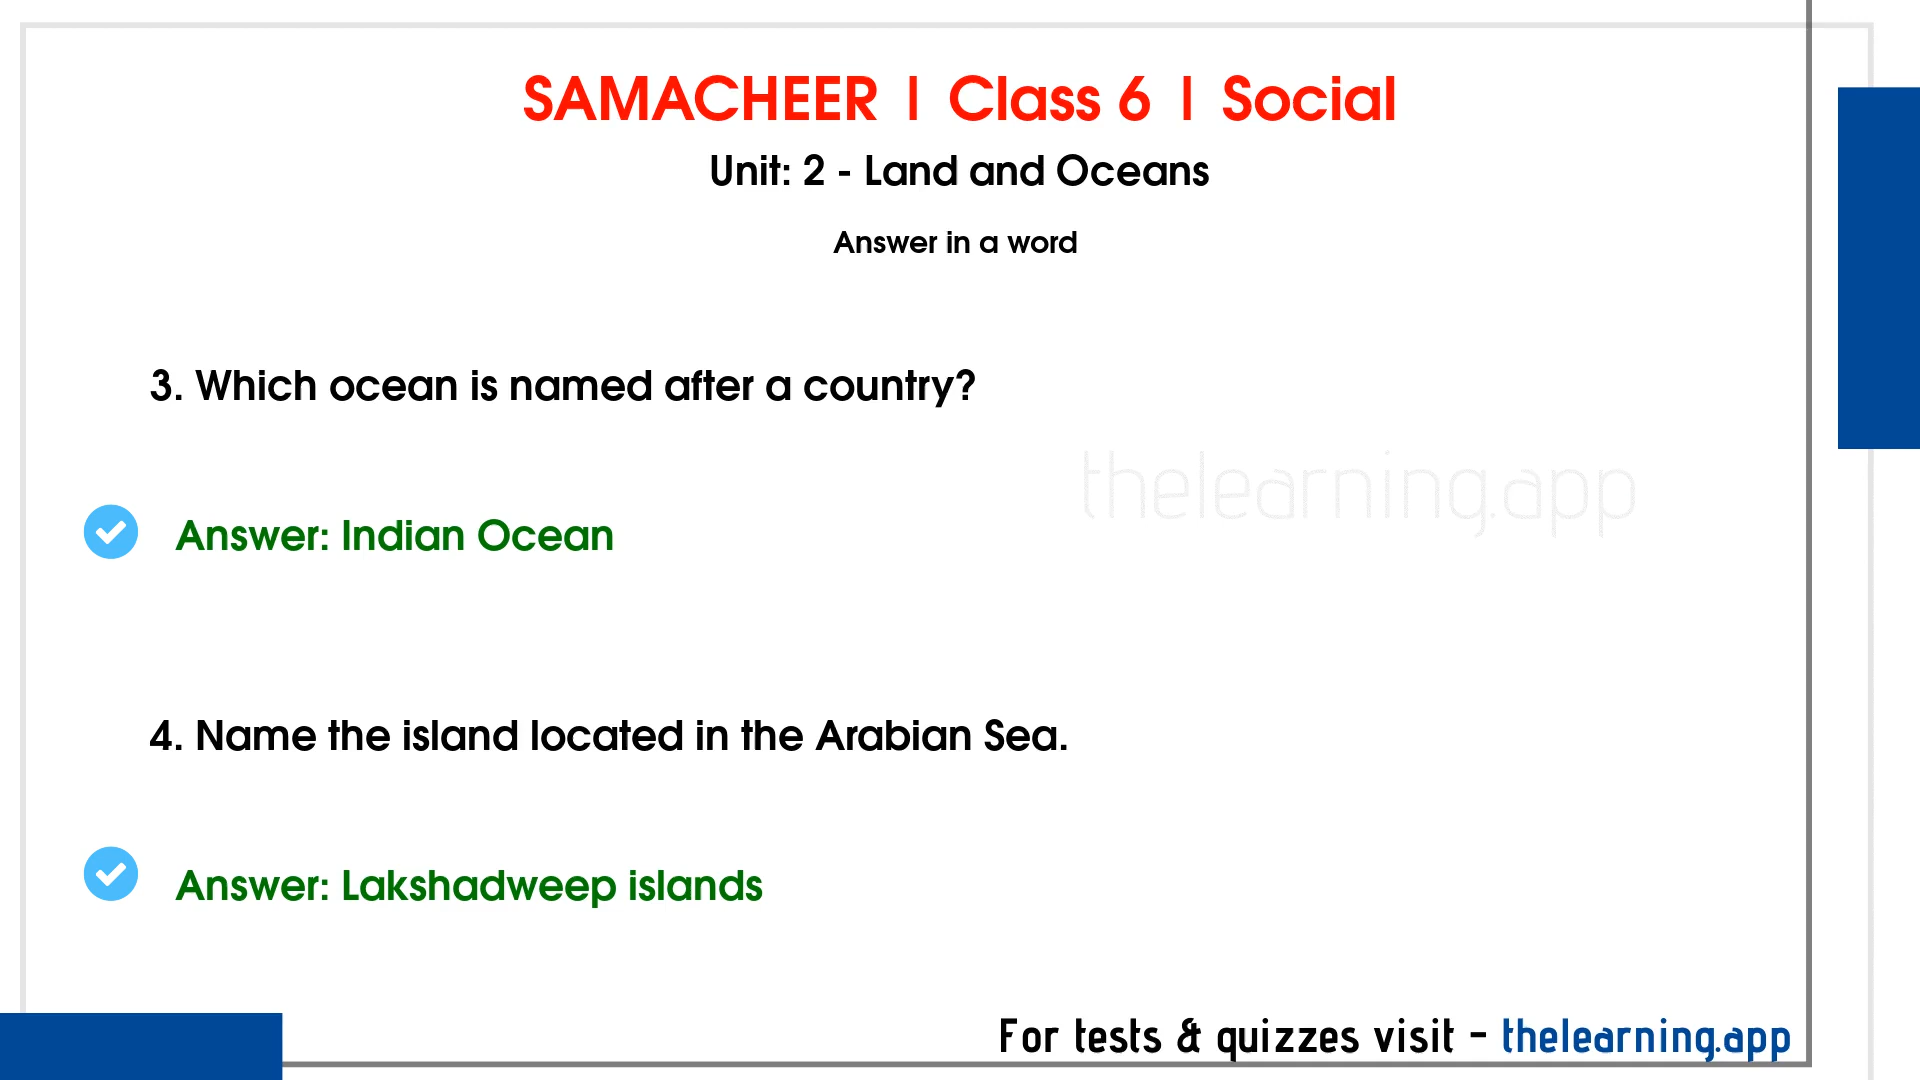 SAMACHEER | Class 6 | Social
Unit: 2 - Land and Oceans
Answer in a word
3. Which ocean is named after a country?
thelearning.app
Answer: Indian Ocean
4. Name the island located in the Arabian Sea.
Answer: Lakshadweep islands
For tests & quizzes visit - thelearning.app